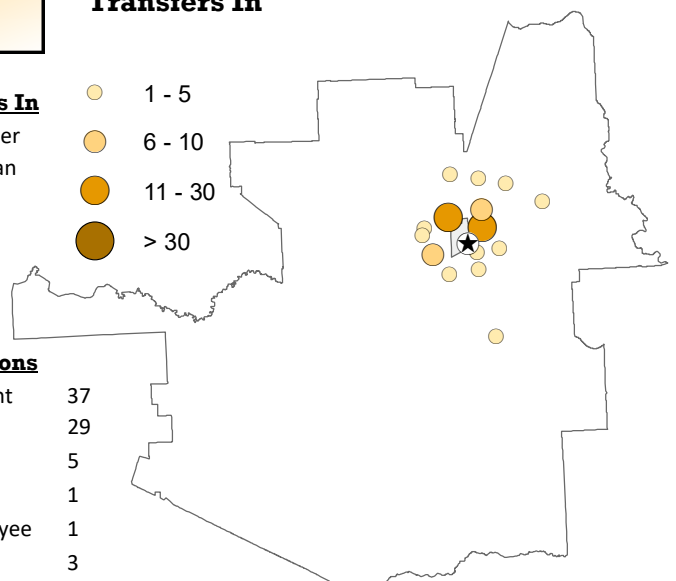 Transfers In
s In
er
an
1 - 5
6 - 10
11 - 30
> 30
ons
nt 37
29
5
1
yee 1
3